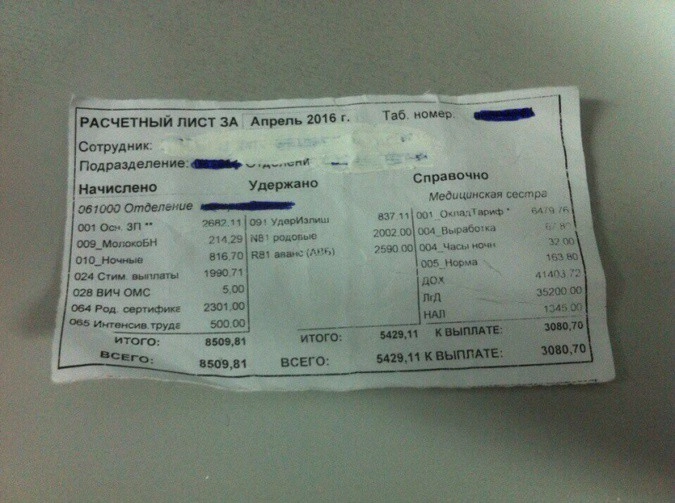 РАСЧЕТНЫЙ ЛИСТ ЗА Апрель 2016 г. Таб. номер:
Сотрудник:
Подразделение:
Начислено Удержано Справочно
061000 Отделение Медицинская сестра
001 Осн. ЗП ** 2682.11 091 УдерИзлиш 837.11 001_ОкладТариф * 6479.76
009_МолокоБН 214,29 N81 родовые 2002.00 004_Выработка
010_Ночные 816,70 R81 аванс 2590.00 004_Часы ночн 32.00
024 Стим. выплаты 1990.71 005_Норма 163.80
028 ВИЧ ОМС 5,00 ДОХ 41403.72
064 Род. сертифика 2301.00 ЛгД 35200.00
065 Интенсив.труда 500.00 НАЛ 1345.00
ИТОГО: 8509,81 ИТОГО: 5429,11 К ВЫПЛАТЕ: 3080,70
ВСЕГО: 8509,81 ВСЕГО: 5429,11 К ВЫПЛАТЕ: 3080,70